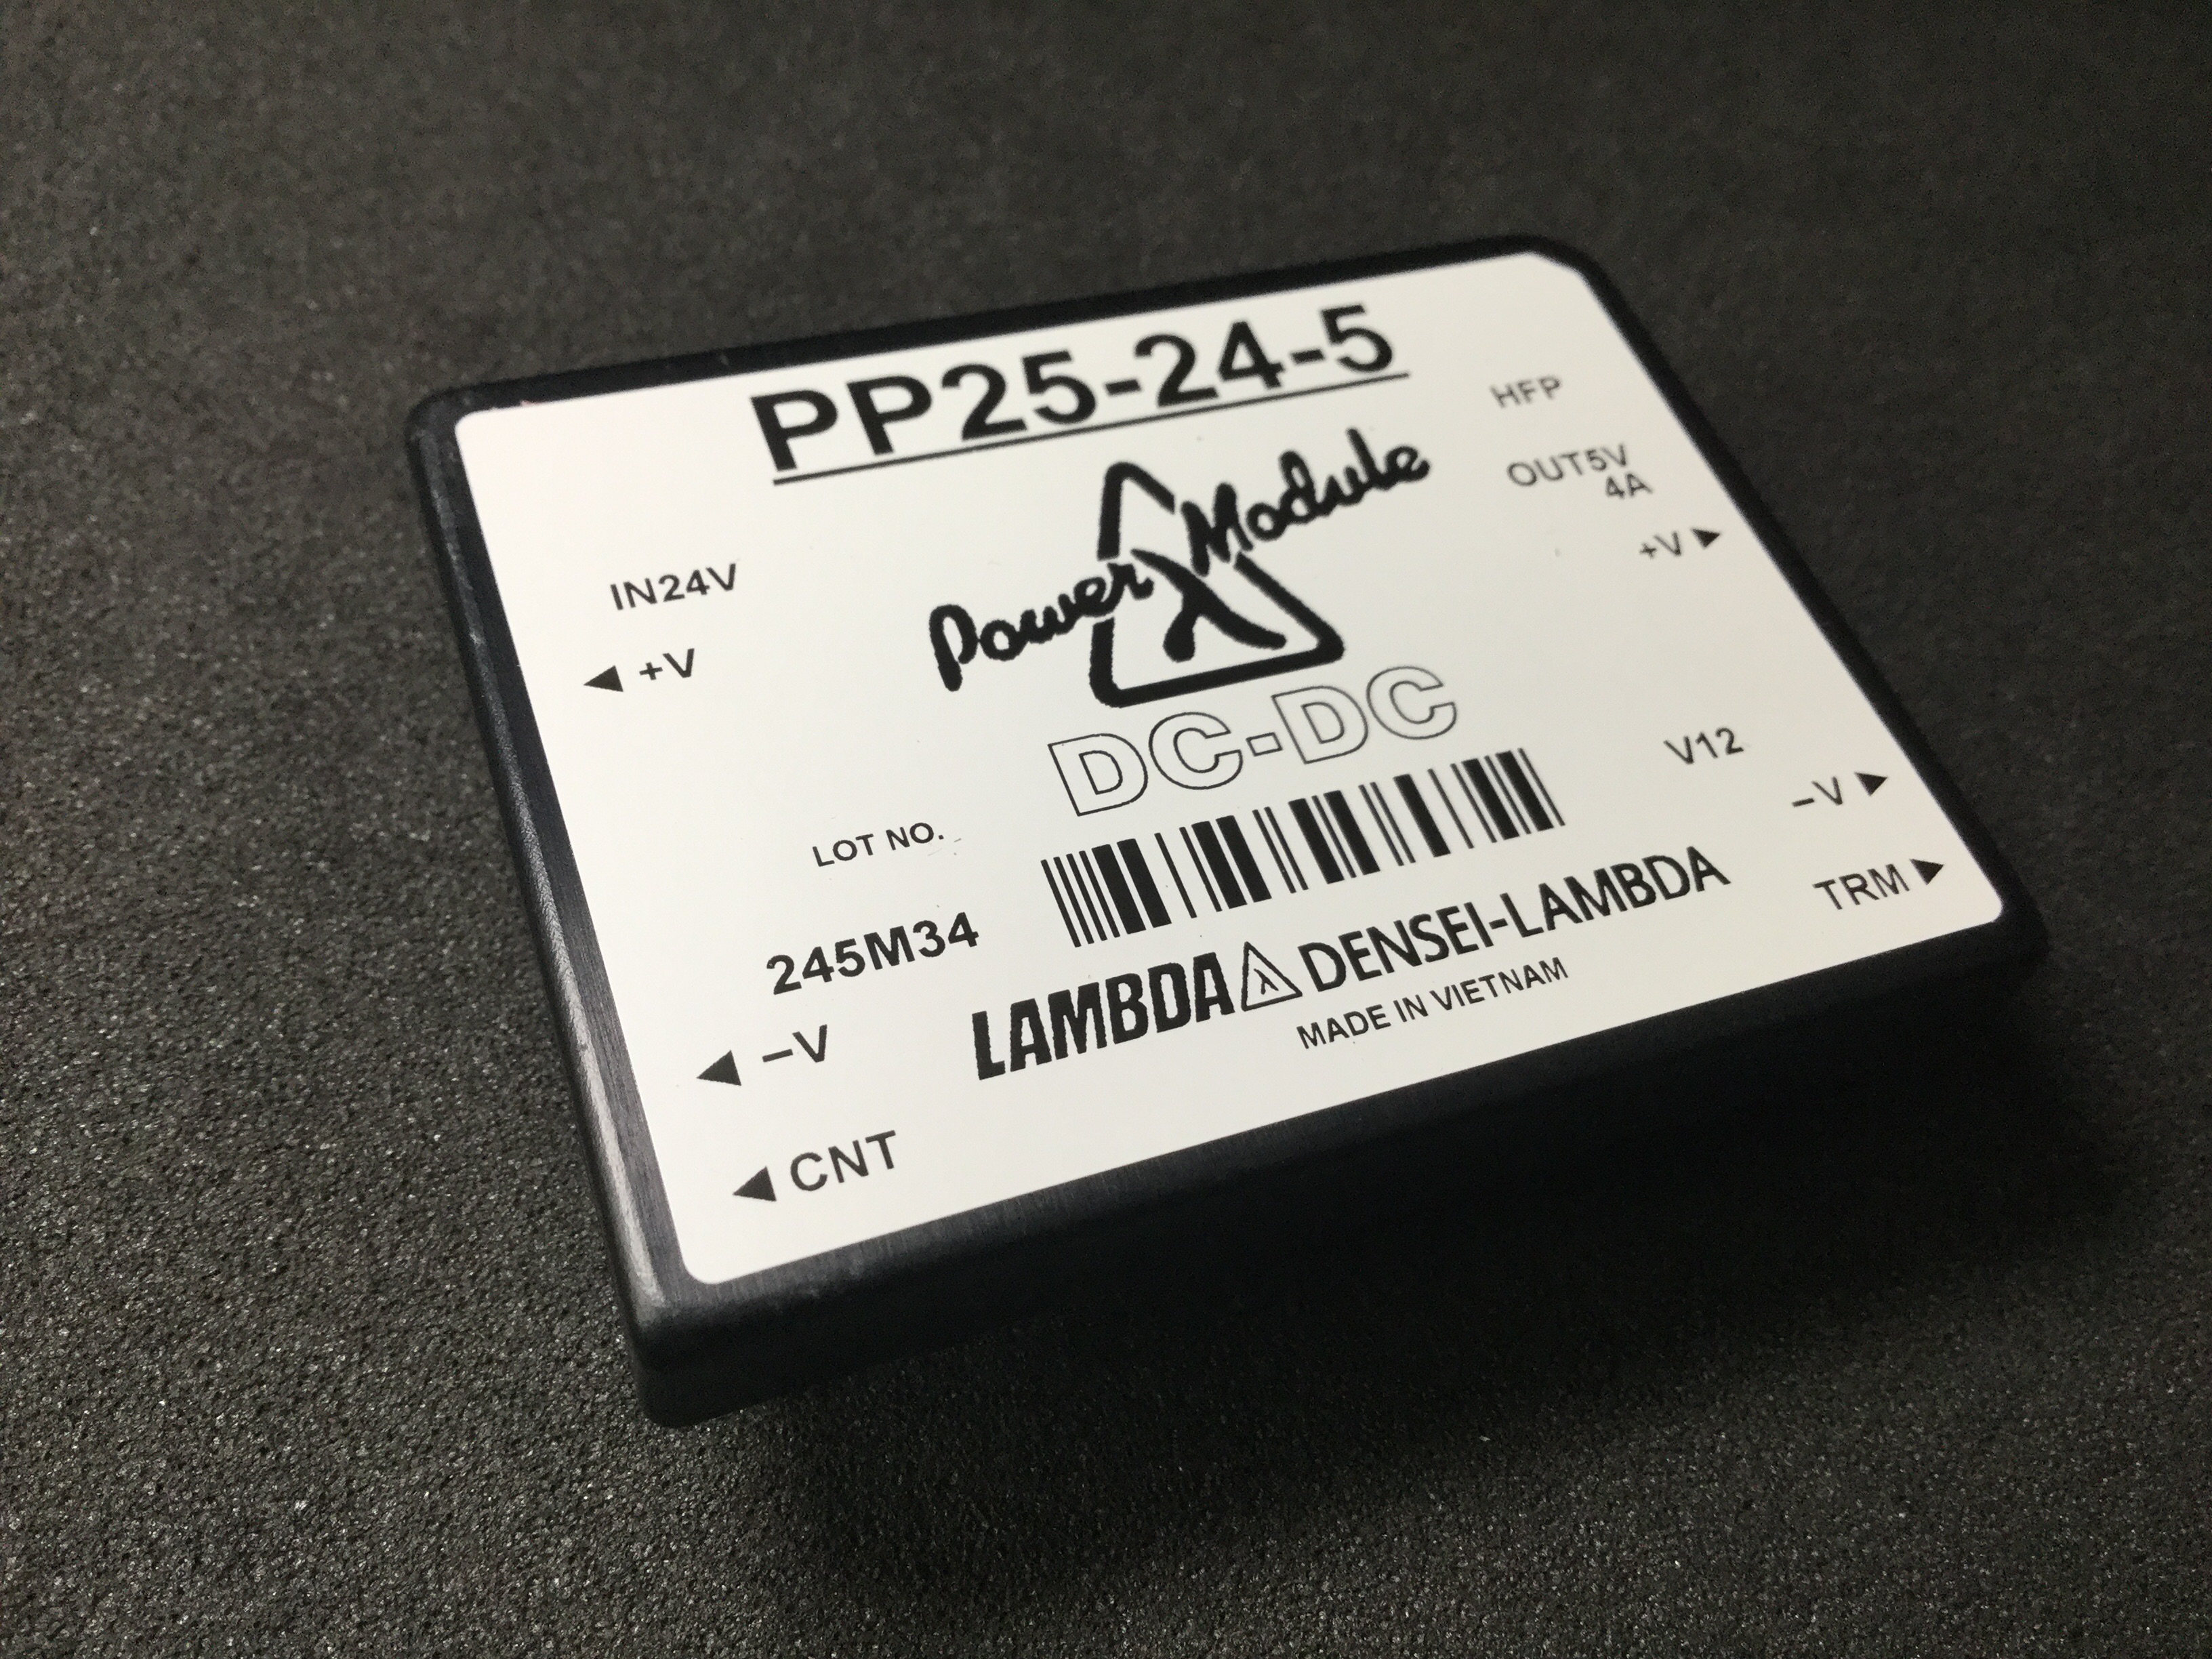 PP25-24-5
HFP
Power Module
λ
OUT5V
4A
IN24V
+V
+V
DC-DC
V12
LOT NO.
245M34
-V
LAMBDA λ DENSEI-LAMBDA
MADE IN VIETNAM
TRM
-V
CNT